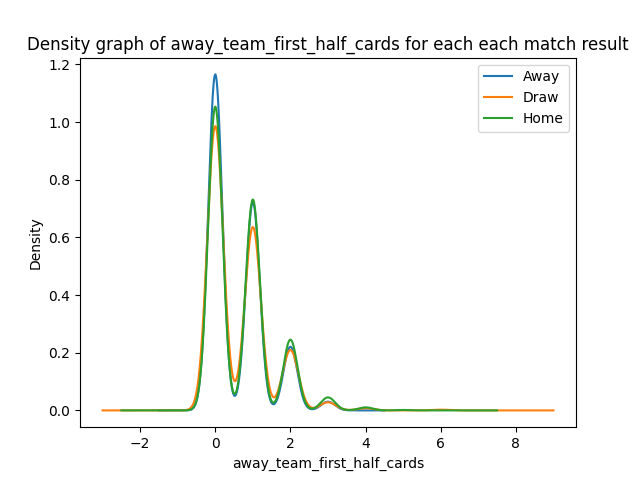 Density graph of away_team_first_half_cards for each each match result
1.2
1.0
0.8
0.6
0.4
0.2
0.0
Density
Away
Draw
Home
−2
0
2
4
6
8
away_team_first_half_cards